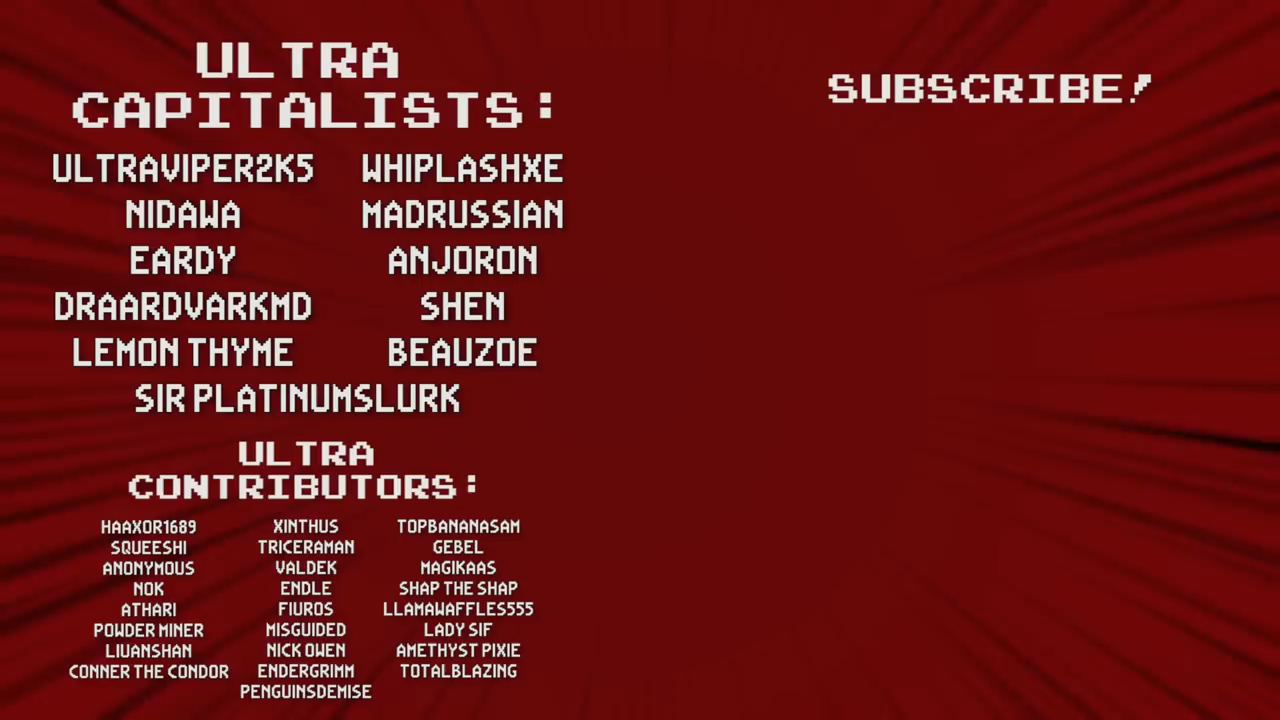 ULTRA
CAPITALISTS:
ULTRAVIPER2K5 WHIPLASHXE
NIDAWA MADRUSSIAN
EARDY ANJORON
DRAARDVARKMD SHEN
LEMON THYME BEAUZOE
SIR PLATINUMSLURK
ULTRA
CONTRIBUTORS:
HAAXOR1689 XINTHUS TOPBANANASAM
SQUEESHI TRICERAMAN GEBEL
ANONYMOUS VALDEK MAGIKAAS
NOK ENDLE SHAP THE SHAP
ATHARI FIUROS LLAMAWAFFLES555
POWDER MINER MISGUIDED LADY SIF
LIUANSHAN NICK OWEN AMETHYST PIXIE
CONNER THE CONDOR ENDERGRIMM TOTALBLAZING
PENGUINSDEMISE
SUBSCRIBE!